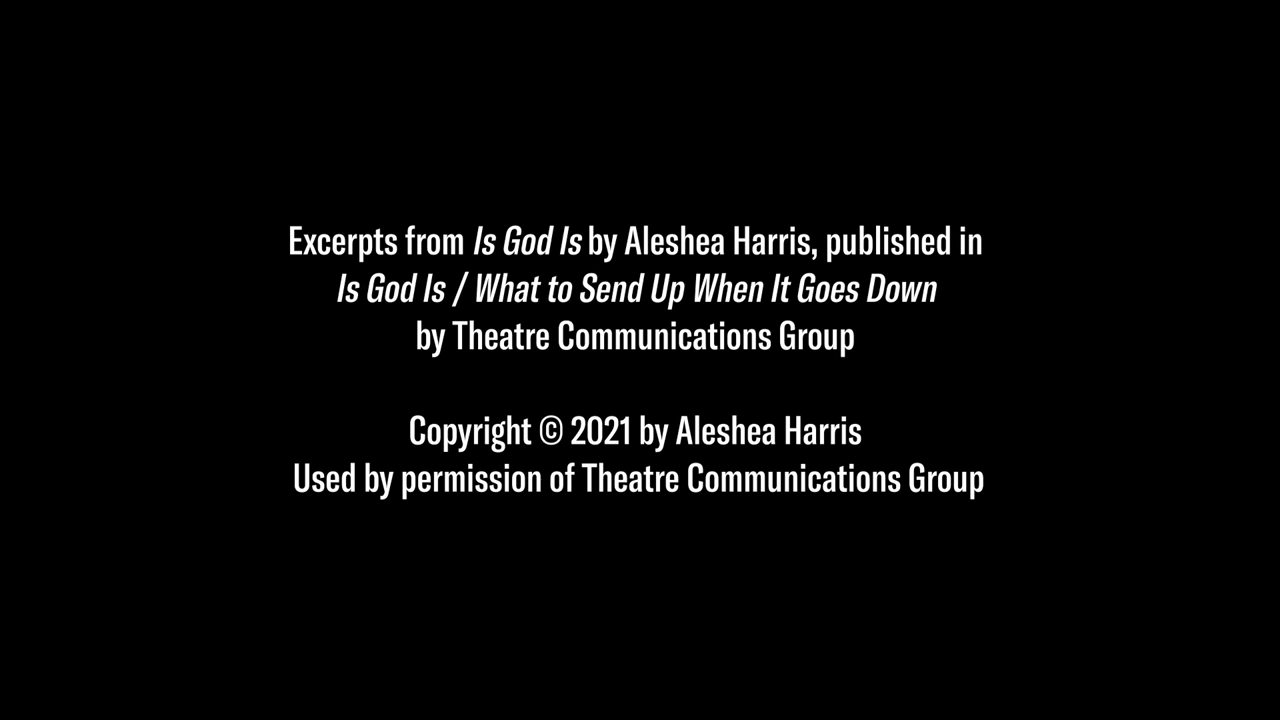 Excerpts from Is God Is by Aleshea Harris, published in
Is God Is / What to Send Up When It Goes Down
by Theatre Communications Group
Copyright © 2021 by Aleshea Harris
Used by permission of Theatre Communications Group